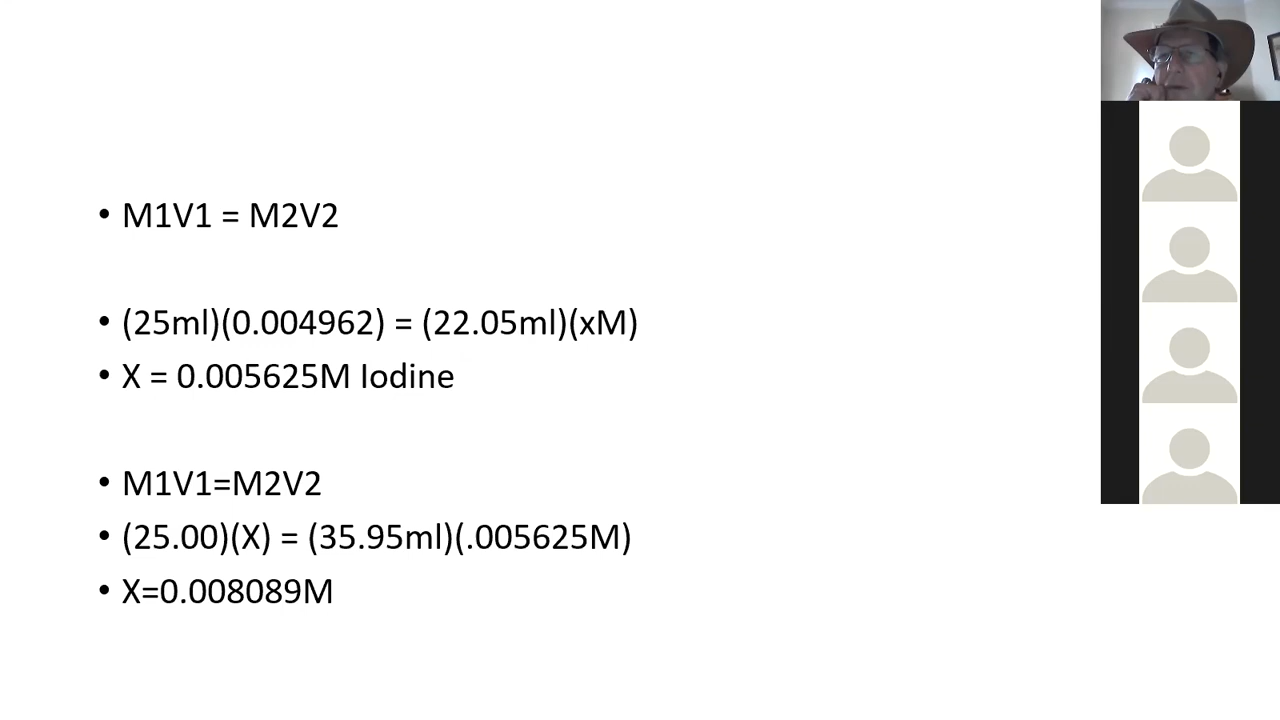 • M1V1 = M2V2
• (25ml)(0.004962) = (22.05ml)(xM)
• X = 0.005625M Iodine
• M1V1=M2V2
• (25.00)(X) = (35.95ml)(.005625M)
• X=0.008089M